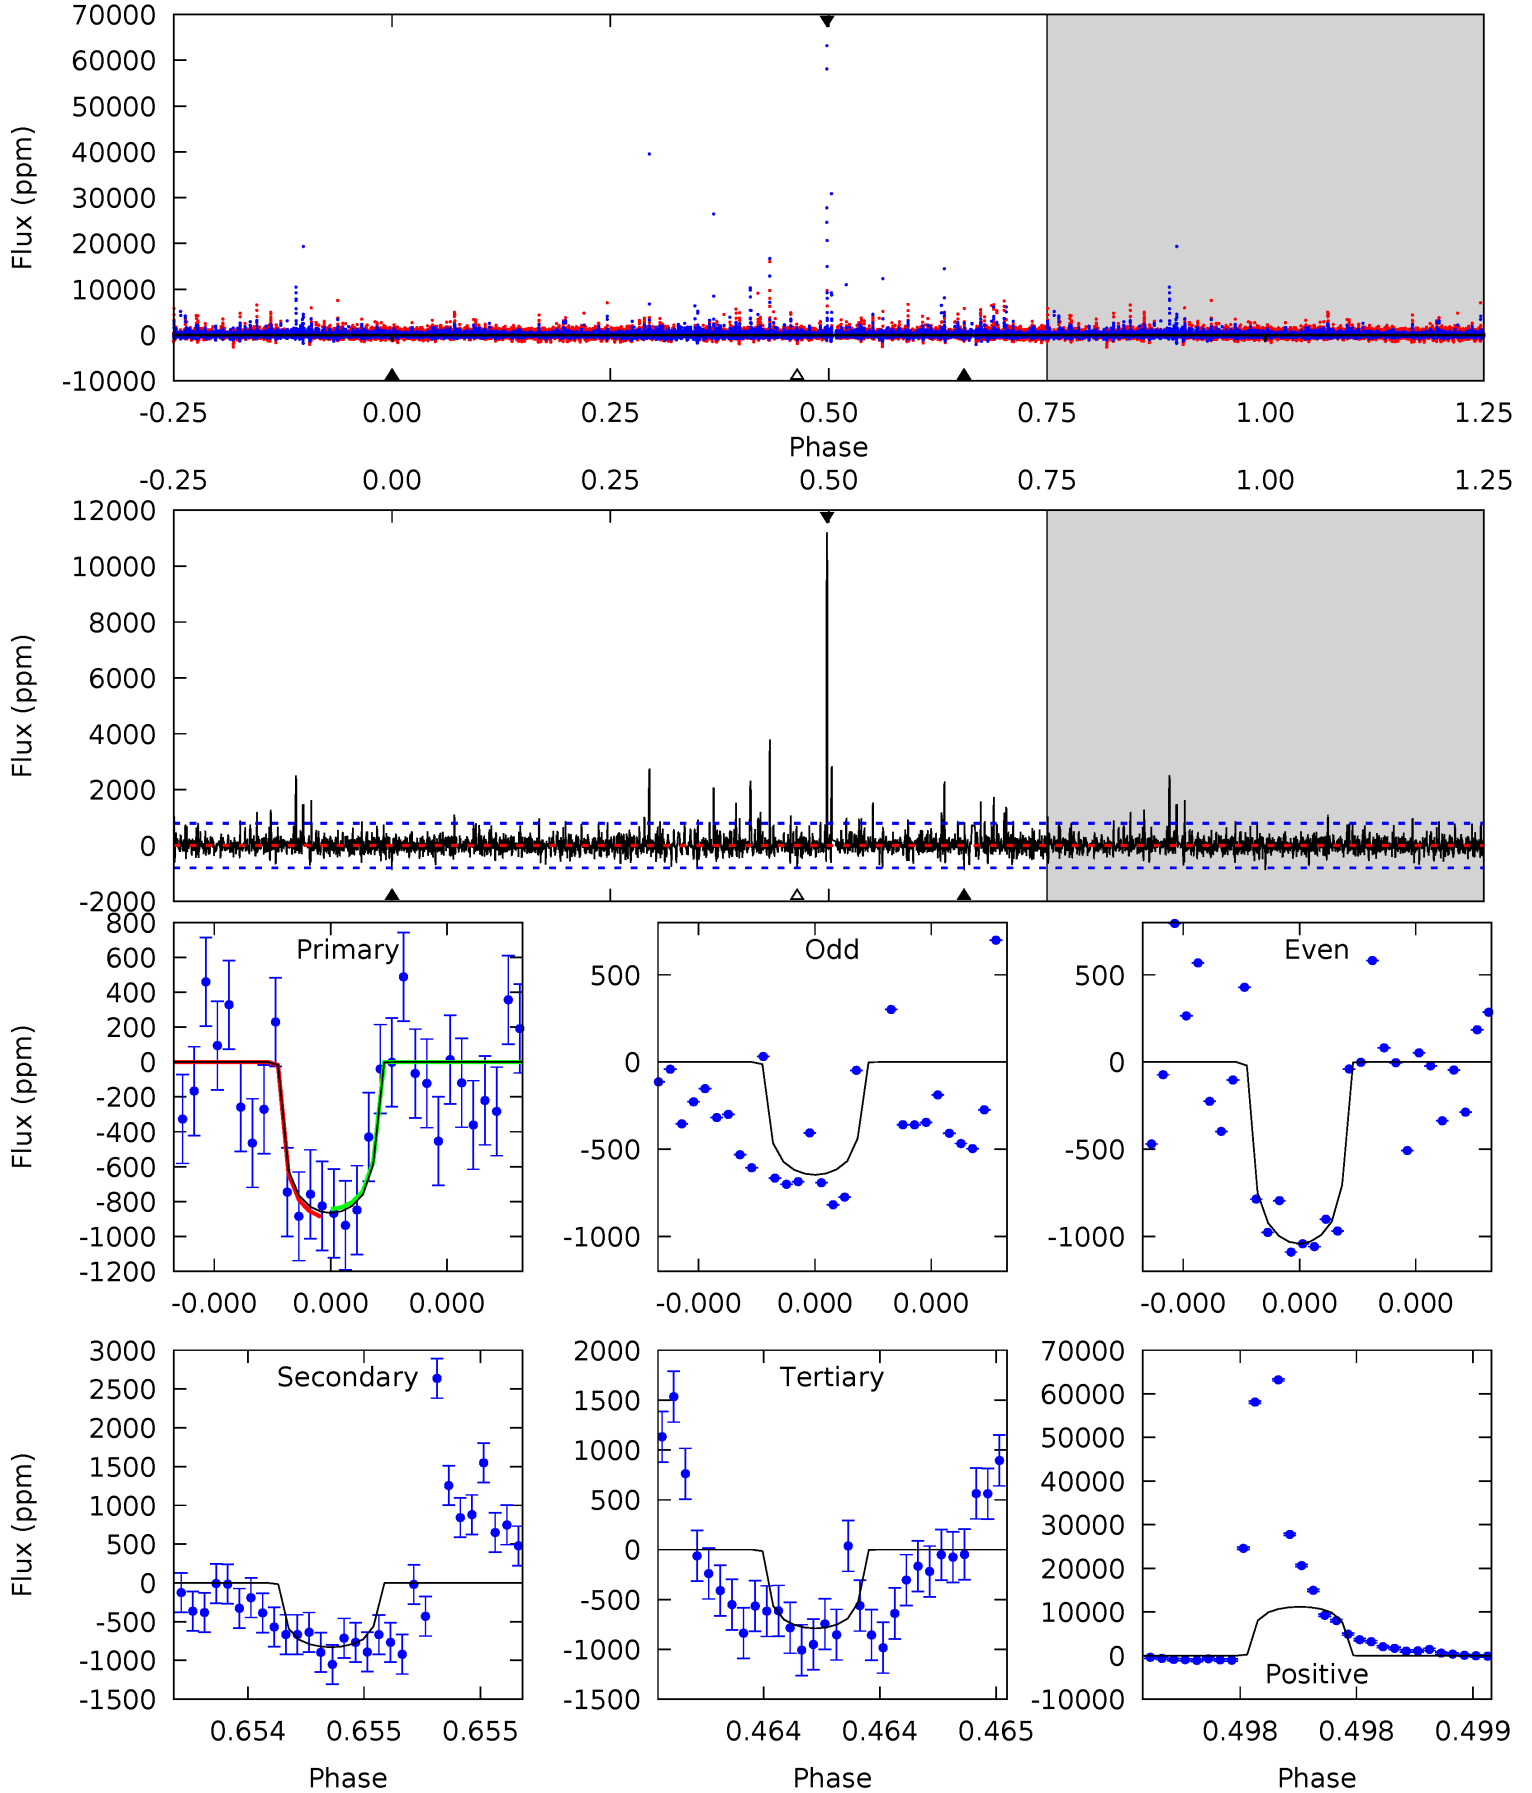 70000
60000
50000
40000
30000
20000
10000
0
-10000
Flux (ppm)
-0.25 0.00 0.25 0.50 0.75 1.00 1.25
Phase
-0.25 0.00 0.25 0.50 0.75 1.00 1.25
12000
10000
8000
6000
4000
2000
0
-2000
Flux (ppm)
Primary
800
600
400
200
0
-200
-400
-600
-800
-1000
-1200
Flux (ppm)
-0.000 0.000 0.000
Odd
500
0
-500
-1000
-0.000 0.000 0.000
Even
500
0
-500
-1000
-0.000 0.000 0.000
Secondary
3000
2500
2000
1500
1000
500
0
-500
-1000
-1500
Flux (ppm)
0.654 0.655 0.655
Phase
Tertiary
2000
1500
1000
500
0
-500
-1000
-1500
0.464 0.464 0.465
Phase
Positive
70000
60000
50000
40000
30000
20000
10000
0
-10000
0.498 0.498 0.499
Phase